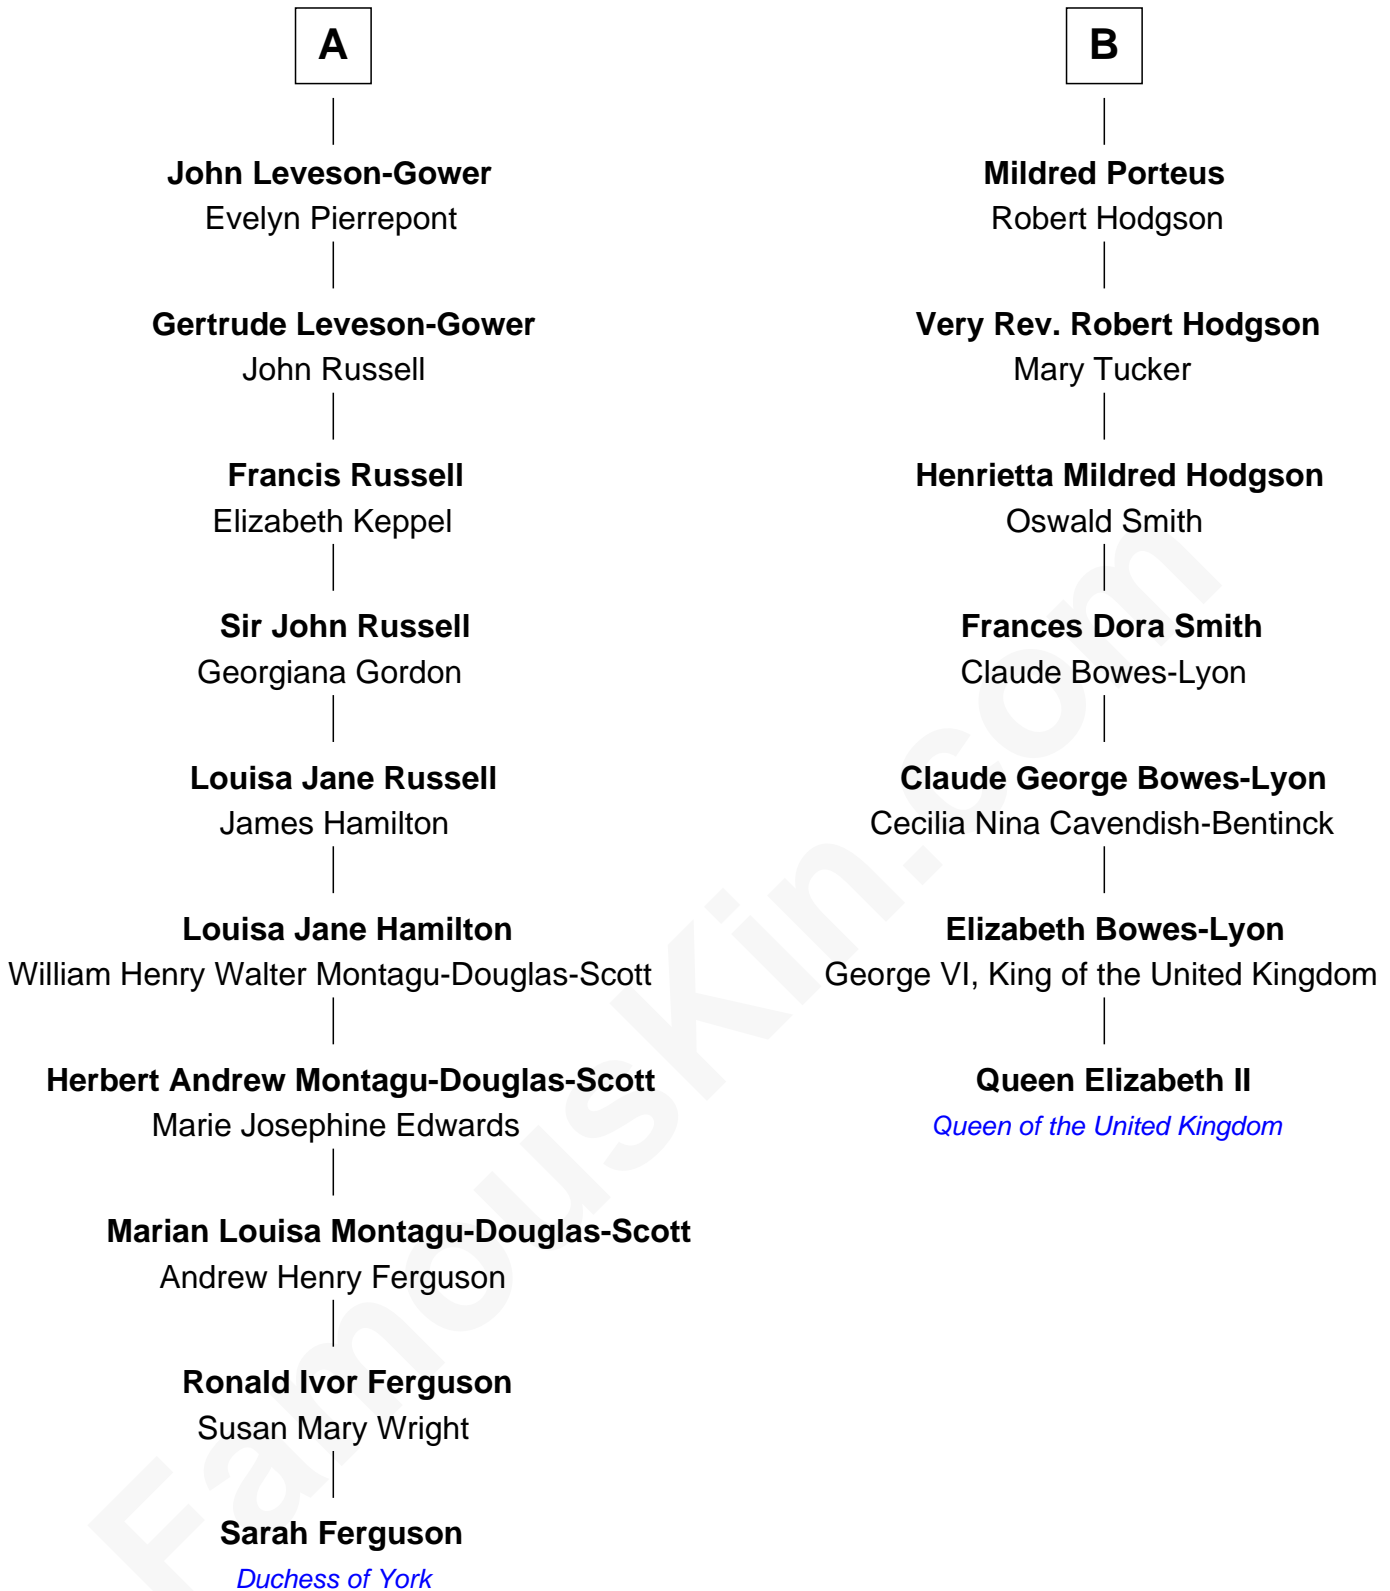 A
John Leveson-Gower
Evelyn Pierrepont
Gertrude Leveson-Gower
John Russell
Francis Russell
Elizabeth Keppel
Sir John Russell
Georgiana Gordon
Louisa Jane Russell
James Hamilton
Louisa Jane Hamilton
William Henry Walter Montagu-Douglas-Scott
Herbert Andrew Montagu-Douglas-Scott
Marie Josephine Edwards
Marian Louisa Montagu-Douglas-Scott
Andrew Henry Ferguson
Ronald Ivor Ferguson
Susan Mary Wright
Sarah Ferguson
Duchess of York
B
Mildred Porteus
Robert Hodgson
Very Rev. Robert Hodgson
Mary Tucker
Henrietta Mildred Hodgson
Oswald Smith
Frances Dora Smith
Claude Bowes-Lyon
Claude George Bowes-Lyon
Cecilia Nina Cavendish-Bentinck
Elizabeth Bowes-Lyon
George VI, King of the United Kingdom
Queen Elizabeth II
Queen of the United Kingdom
FamousKin.com